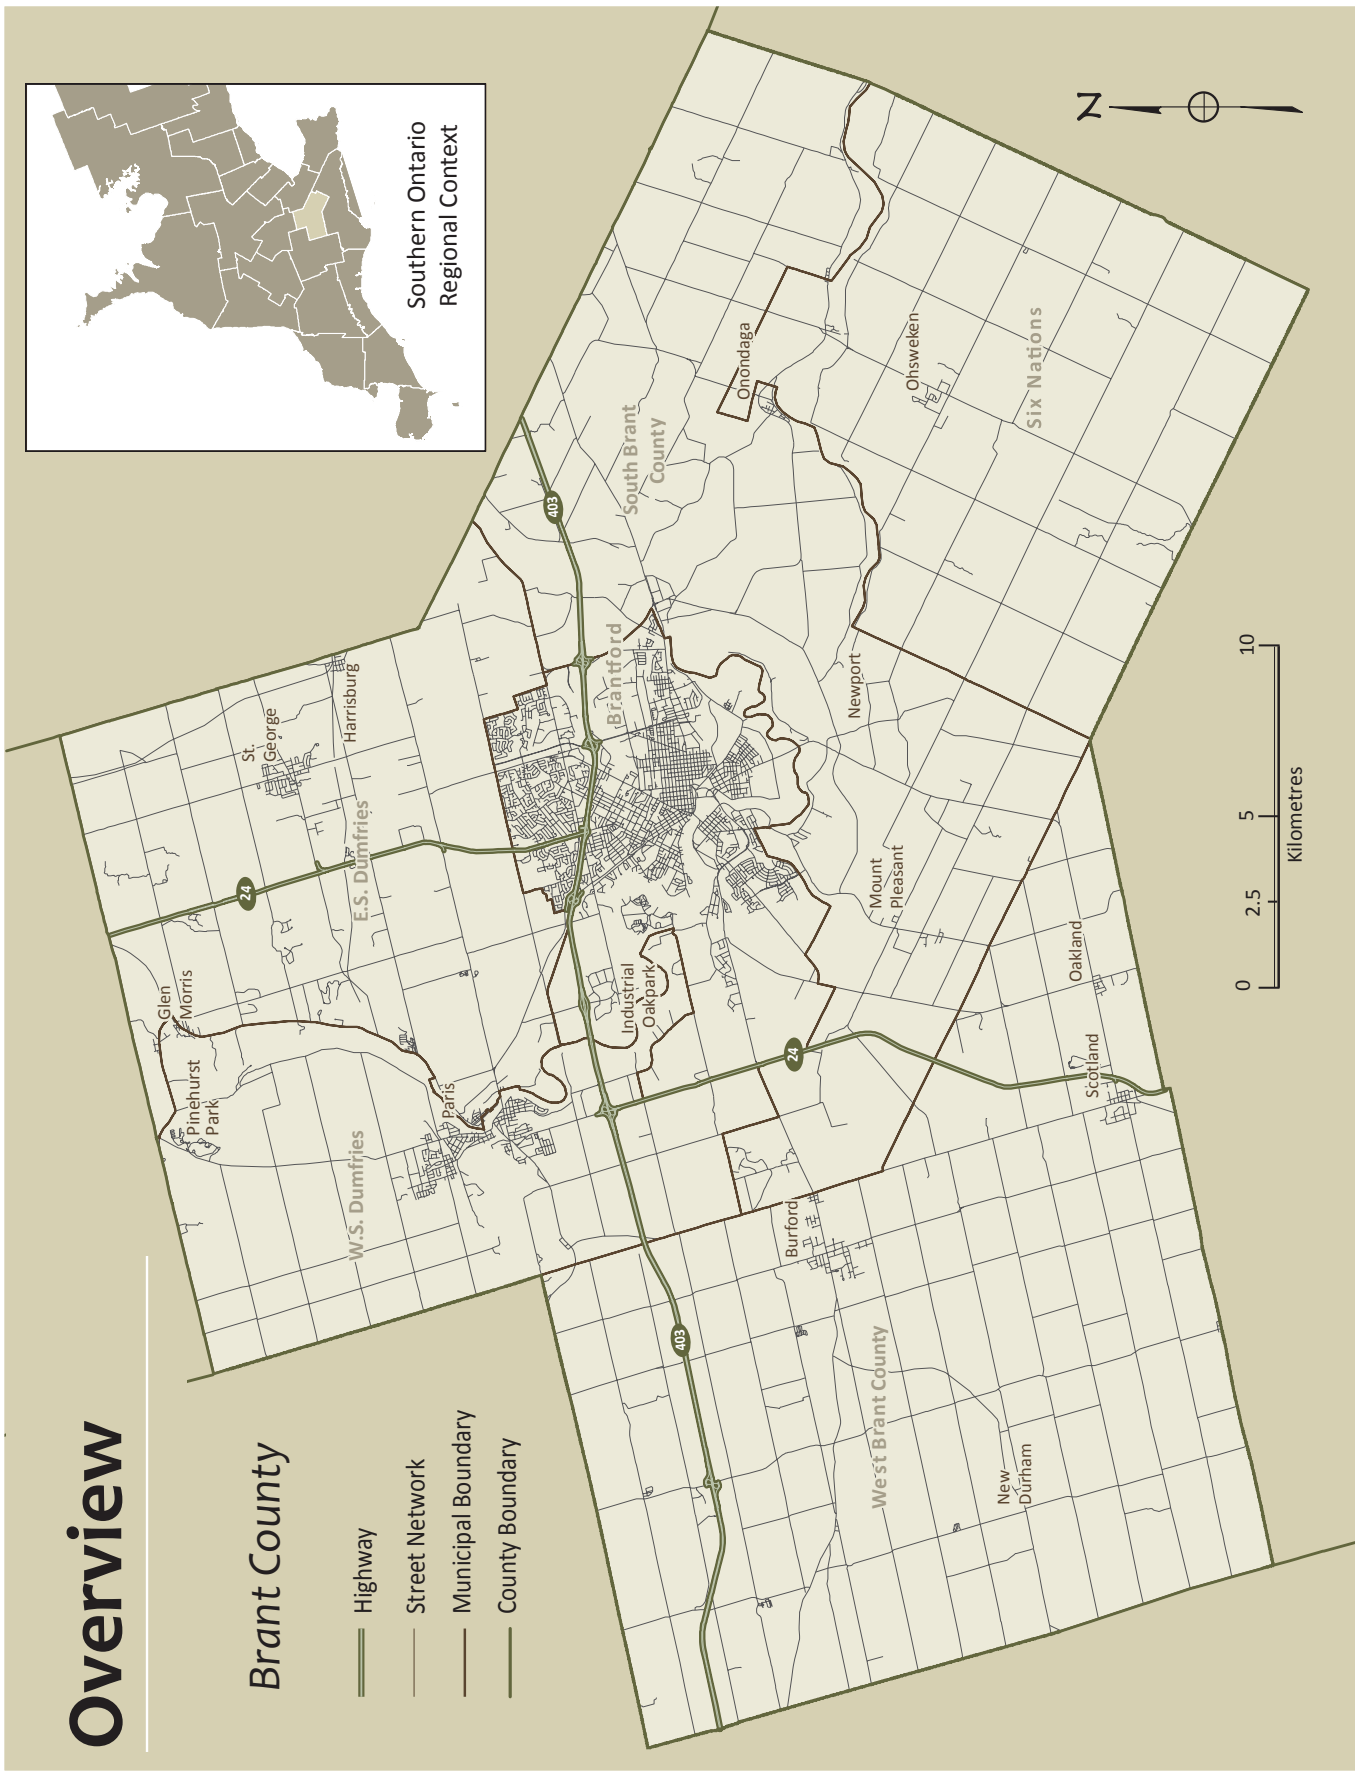 Overview
Brant County
Highway
Street Network
Municipal Boundary
County Boundary
Southern Ontario
Regional Context
N
Pinehurst
Park
Glen
Morris
24
St.
George
Harrisburg
W.S. Dumfries
E.S. Dumfries
Paris
403
Brantford
South Brant
County
Industrial
Oakpark
403
24
Onondaga
Burford
Mount
Pleasant
Newport
Ohsweken
West Brant County
Six Nations
New
Durham
Scotland
Oakland
0
2.5
5
10
Kilometres